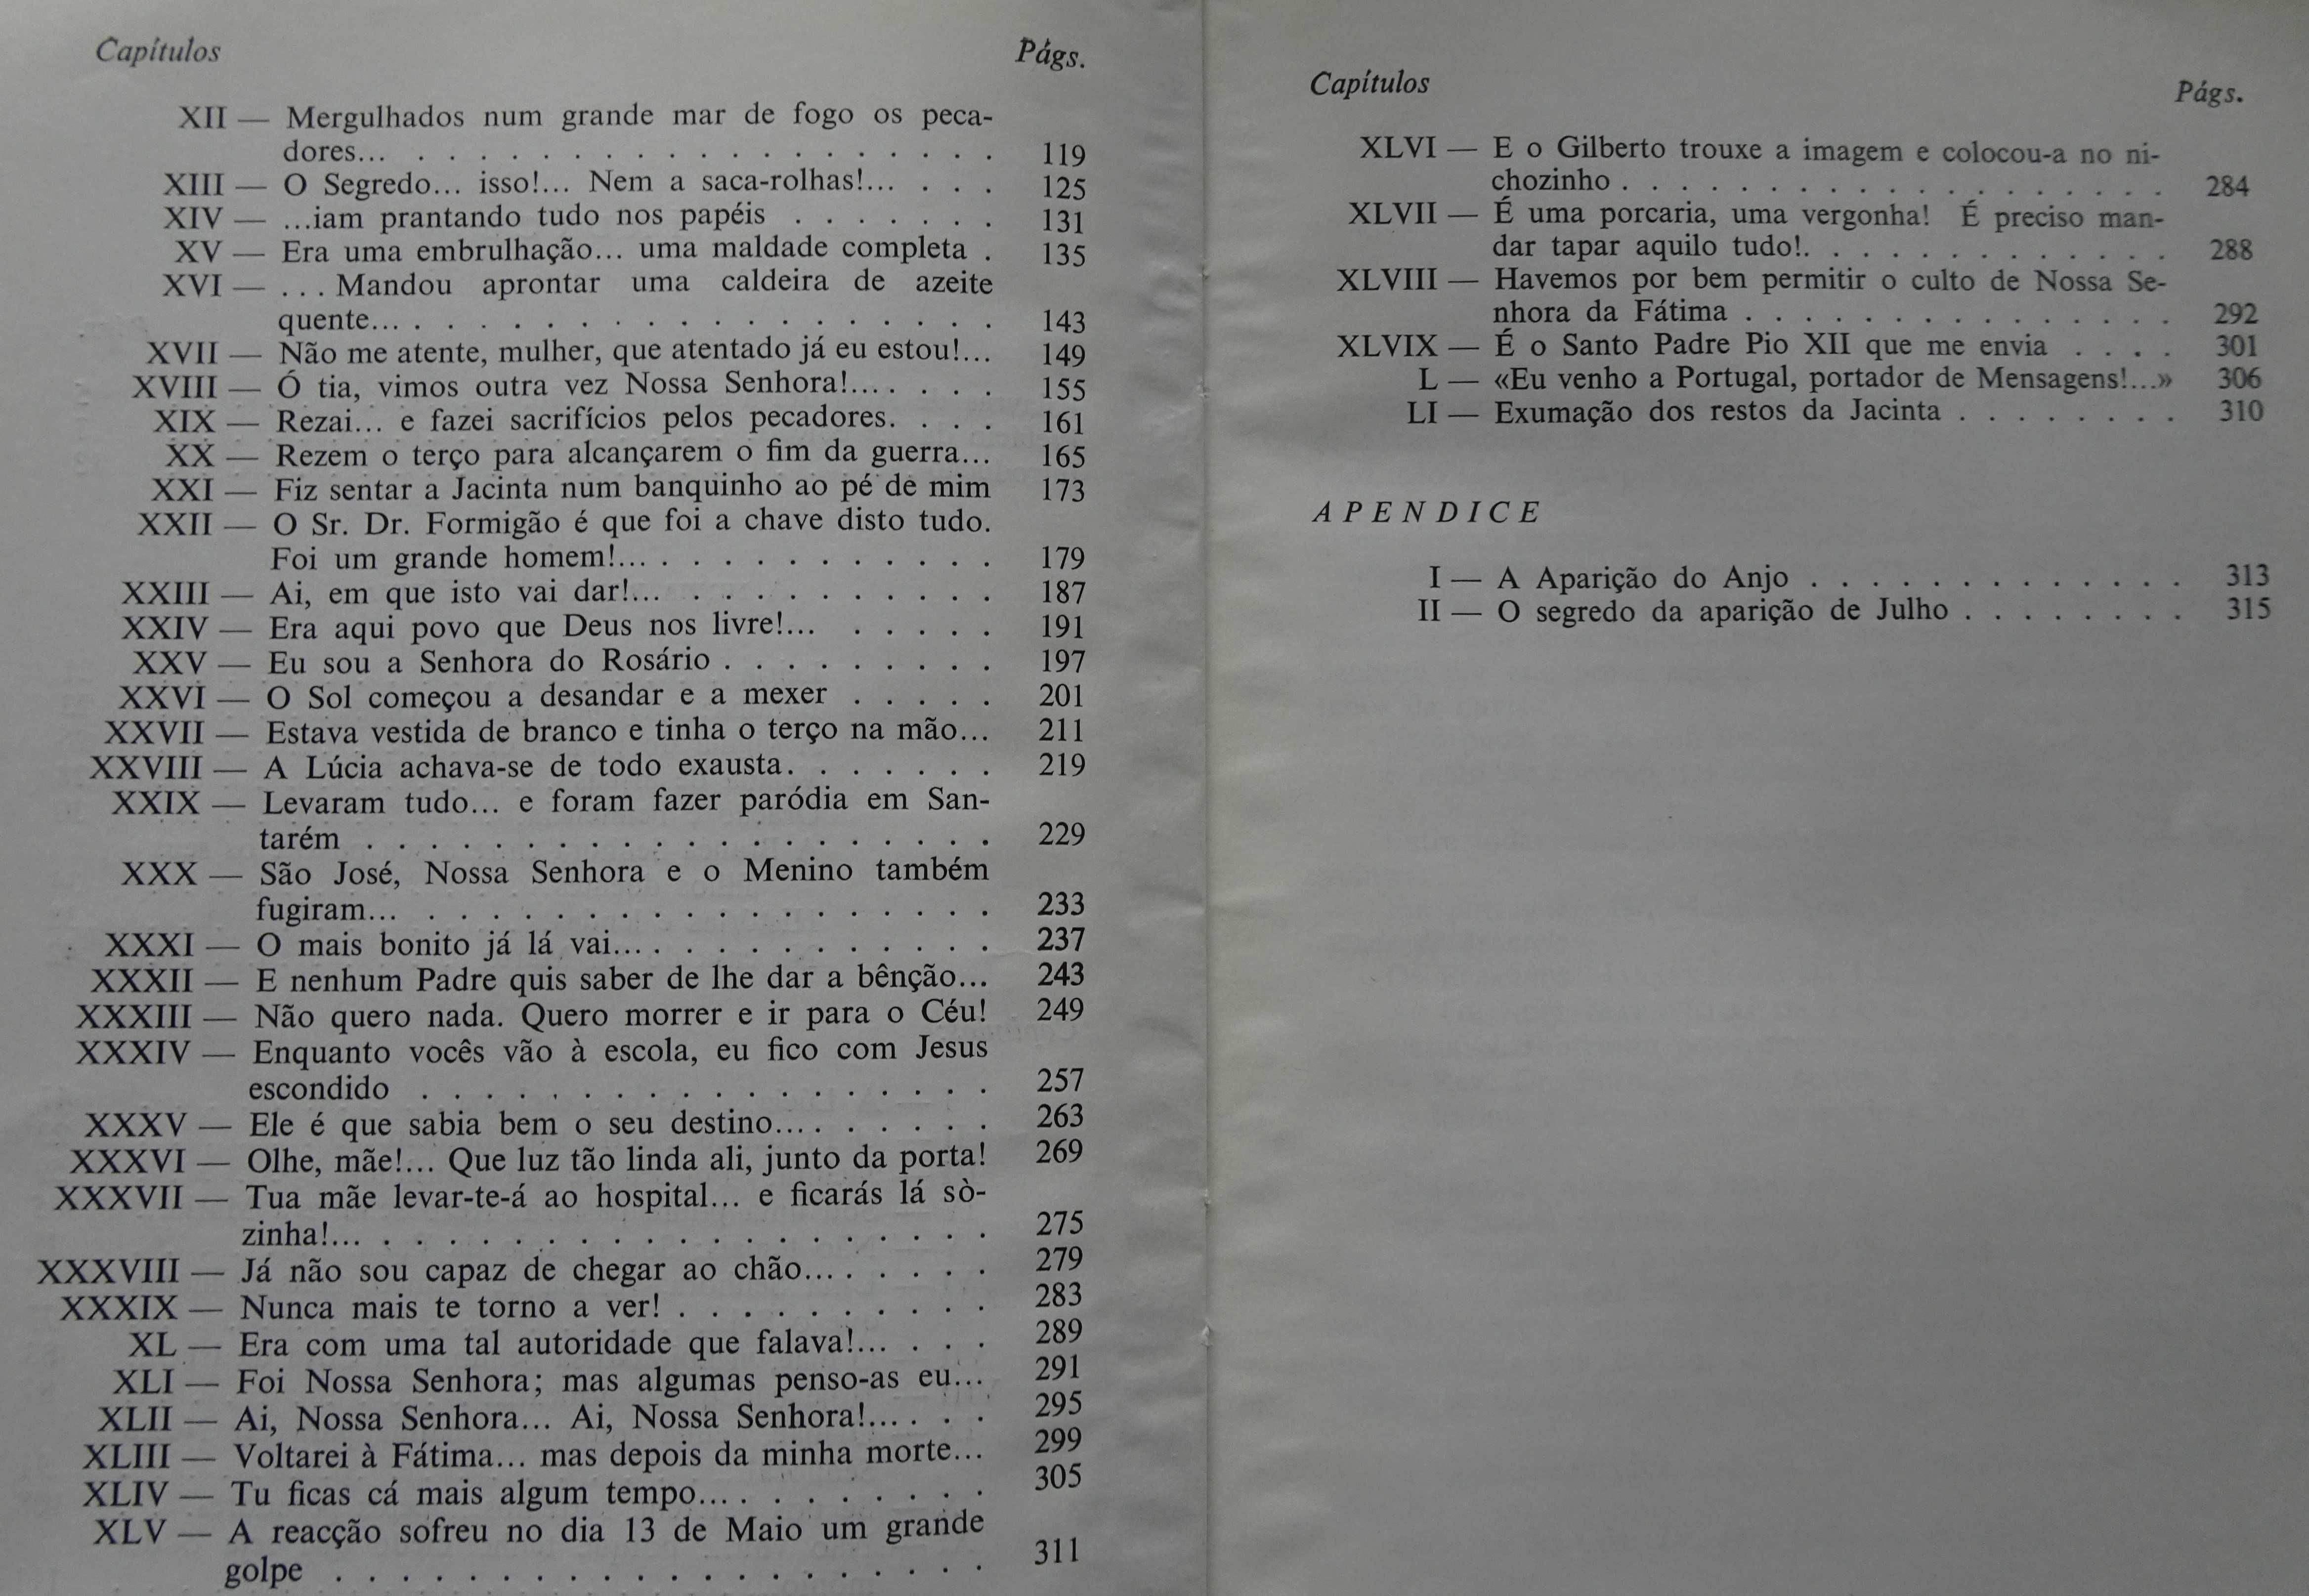 Capítulos Págs.
XII — Mergulhados num grande mar de fogo os peca-
dores... . . . . . . . . . . . . . . . . . . 119
XIII — O Segredo... isso!... Nem a saca-rolhas!... . . . 125
XIV — ...iam prantando tudo nos papéis . . . . . . . 131
XV — Era uma embrulhação... uma maldade completa . 135
XVI — ... Mandou aprontar uma caldeira de azeite
quente... . . . . . . . . . . . . . . . . . . 143
XVII — Não me atente, mulher, que atentado já eu estou!... 149
XVIII — Ó tia, vimos outra vez Nossa Senhora!... . . . . 155
XIX — Rezai... e fazei sacrifícios pelos pecadores. . . . 161
XX — Rezem o terço para alcançarem o fim da guerra... 165
XXI — Fiz sentar a Jacinta num banquinho ao pé de mim 173
XXII — O Sr. Dr. Formigão é que foi a chave disto tudo.
Foi um grande homem!... . . . . . . . . . . . 179
XXIII — Ai, em que isto vai dar!... . . . . . . . . . . 187
XXIV — Era aqui povo que Deus nos livre!... . . . . . 191
XXV — Eu sou a Senhora do Rosário . . . . . . . . . 197
XXVI — O Sol começou a desandar e a mexer . . . . . 201
XXVII — Estava vestida de branco e tinha o terço na mão... 211
XXVIII — A Lúcia achava-se de todo exausta. . . . . . . 219
XXIX — Levaram tudo... e foram fazer paródia em San-
tarém . . . . . . . . . . . . . . . . . . . . 229
XXX — São José, Nossa Senhora e o Menino também
fugiram... . . . . . . . . . . . . . . . . . . 233
XXXI — O mais bonito já lá vai... . . . . . . . . . . . 237
XXXII — E nenhum Padre quis saber de lhe dar a bênção... 243
XXXIII — Não quero nada. Quero morrer e ir para o Céu! 249
XXXIV — Enquanto vocês vão à escola, eu fico com Jesus
escondido . . . . . . . . . . . . . . . . . . 257
XXXV — Ele é que sabia bem o seu destino... . . . . . . 263
XXXVI — Olhe, mãe!... Que luz tão linda ali, junto da porta! 269
XXXVII — Tua mãe levar-te-á ao hospital... e ficarás lá sò-
zinha!... . . . . . . . . . . . . . . . . . . . 275
XXXVIII — Já não sou capaz de chegar ao chão... . . . . . 279
XXXIX — Nunca mais te torno a ver! . . . . . . . . . . 283
XL — Era com uma tal autoridade que falava!... . . . 289
XLI — Foi Nossa Senhora; mas algumas penso-as eu... 291
XLII — Ai, Nossa Senhora... Ai, Nossa Senhora!... . . . 295
XLIII — Voltarei à Fátima... mas depois da minha morte... 299
XLIV — Tu ficas cá mais algum tempo... . . . . . . . . 305
XLV — A reacção sofreu no dia 13 de Maio um grande
golpe . . . . . . . . . . . . . . . . . . . . . 311
Capítulos Págs.
XLVI — E o Gilberto trouxe a imagem e colocou-a no ni-
chozinho . . . . . . . . . . . . . . . . . . 284
XLVII — É uma porcaria, uma vergonha! É preciso man-
dar tapar aquilo tudo!. . . . . . . . . . . . 288
XLVIII — Havemos por bem permitir o culto de Nossa Se-
nhora da Fátima . . . . . . . . . . . . . . . 292
XLVIX — É o Santo Padre Pio XII que me envia . . . . 301
L — «Eu venho a Portugal, portador de Mensagens!...» 306
LI — Exumação dos restos da Jacinta . . . . . . . . 310
APENDICE
I — A Aparição do Anjo . . . . . . . . . . . . . 313
II — O segredo da aparição de Julho . . . . . . . . 315